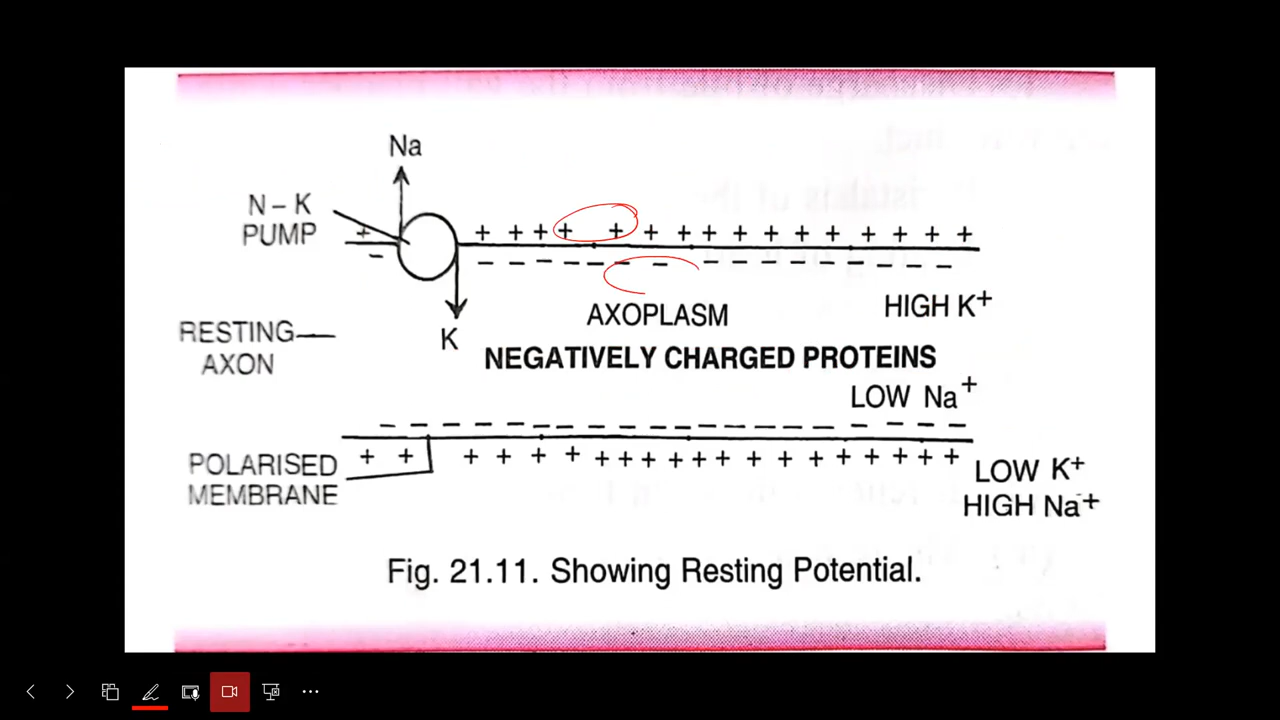 Na
N – K
PUMP
+ + + + + + + + + + + + + + + + +
+
–
– – – – – – – – – – – – – – – –
AXOPLASM
HIGH K+
K
RESTING
AXON
NEGATIVELY CHARGED PROTEINS
LOW Na+
– – – – – – – – – – – – – – – – – – –
+ + + + + + + + + + + + + + + + + +
POLARISED
MEMBRANE
LOW K+
HIGH Na+
Fig. 21.11. Showing Resting Potential.